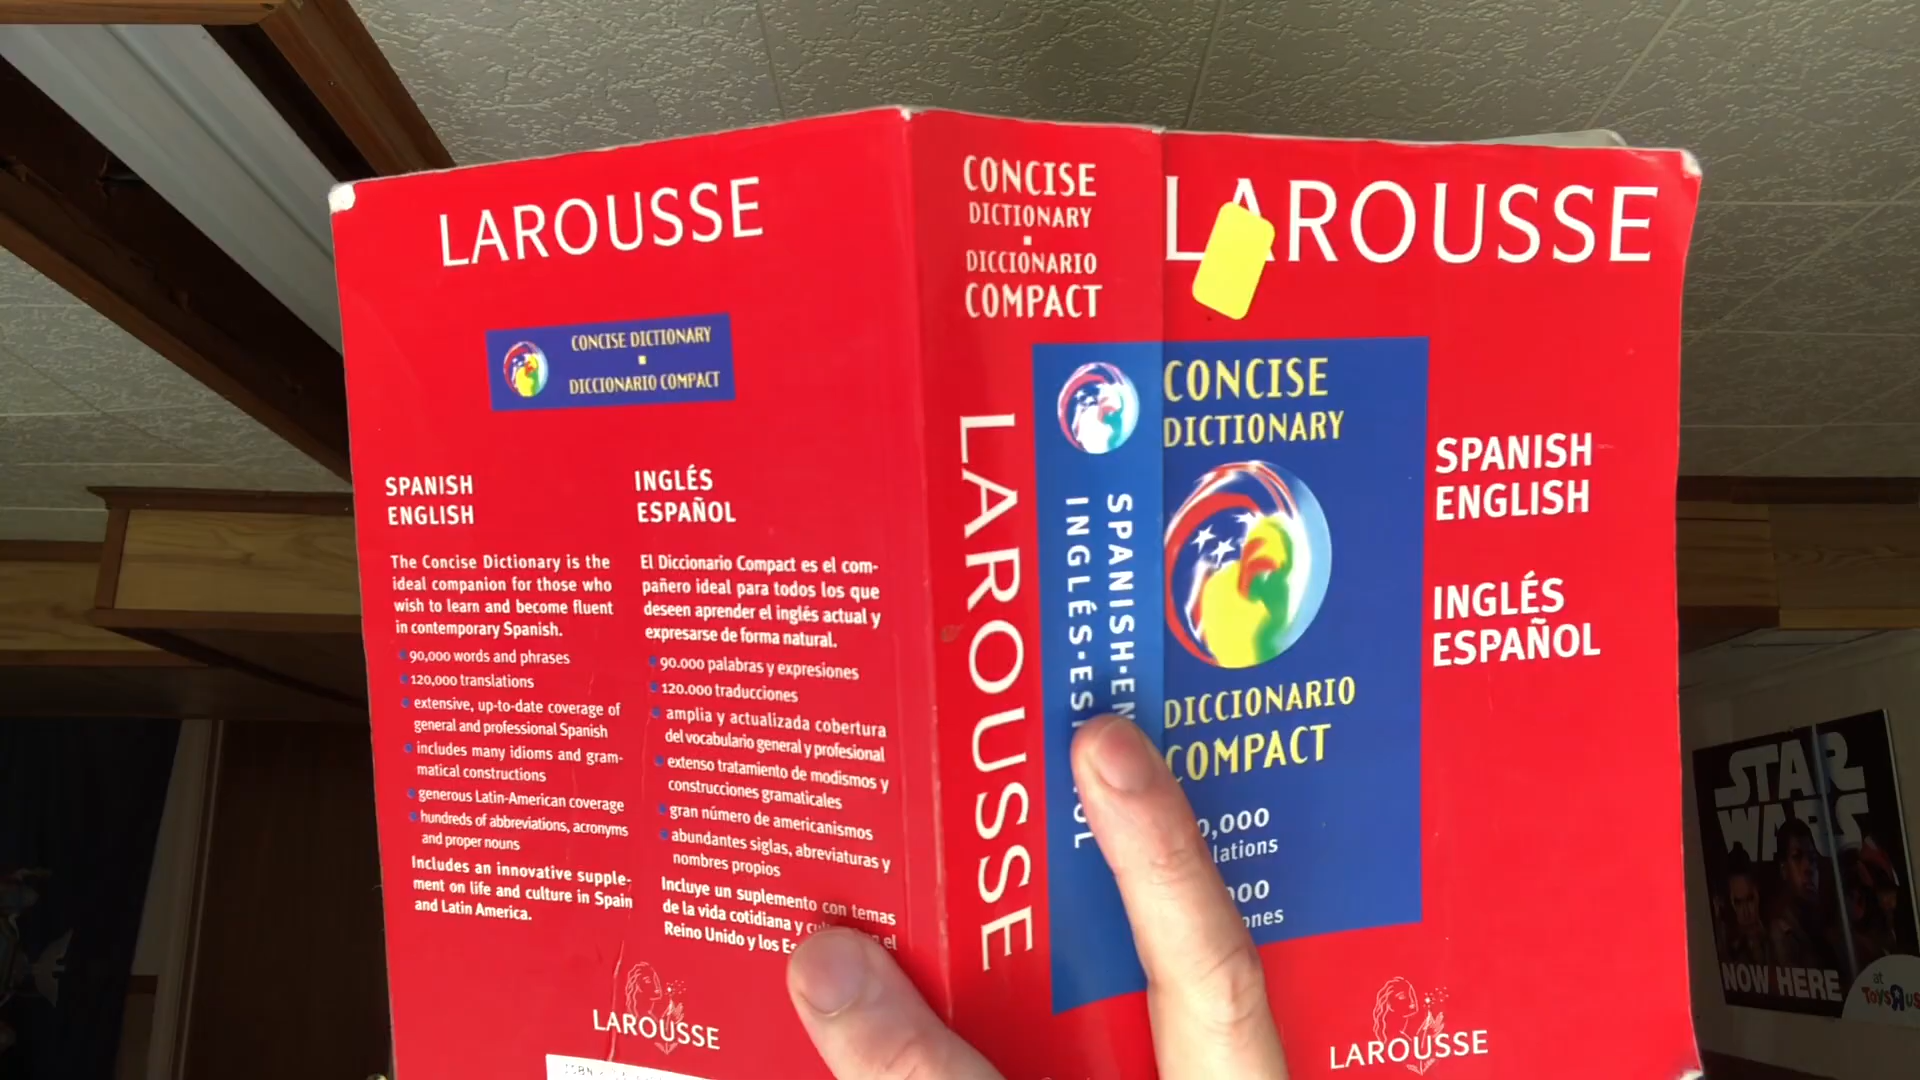 LAROUSSE
CONCISE DICTIONARY
DICCIONARIO COMPACT
SPANISH
ENGLISH
The Concise Dictionary is the
ideal companion for those who
wish to learn and become fluent
in contemporary Spanish.
90,000 words and phrases
120,000 translations
extensive, up-to-date coverage of
general and professional Spanish
includes many idioms and gram-
matical constructions
generous Latin-American coverage
hundreds of abbreviations, acronyms
and proper nouns
Includes an innovative supple-
ment on life and culture in Spain
and Latin America.
INGLÉS
ESPAÑOL
El Diccionario Compact es el com-
pañero ideal para todos los que
deseen aprender el inglés actual y
expresarse de forma natural.
90.000 palabras y expresiones
120.000 traducciones
amplia y actualizada cobertura
del vocabulario general y profesional
extenso tratamiento de modismos y
construcciones gramaticales
gran número de americanismos
abundantes siglas, abreviaturas y
nombres propios
Incluye un suplemento con temas
de la vida cotidiana y el
Reino Unido y los
LAROUSSE
ISBN
CONCISE
DICTIONARY
DICCIONARIO
COMPACT
LAROUSSE
SPANISH
INGLÉS
LAROUSSE
CONCISE
DICTIONARY
DICCIONARIO
COMPACT
SPANISH
ENGLISH
INGLÉS
ESPAÑOL
LAROUSSE
STAR
WARS
NOW HERE
at